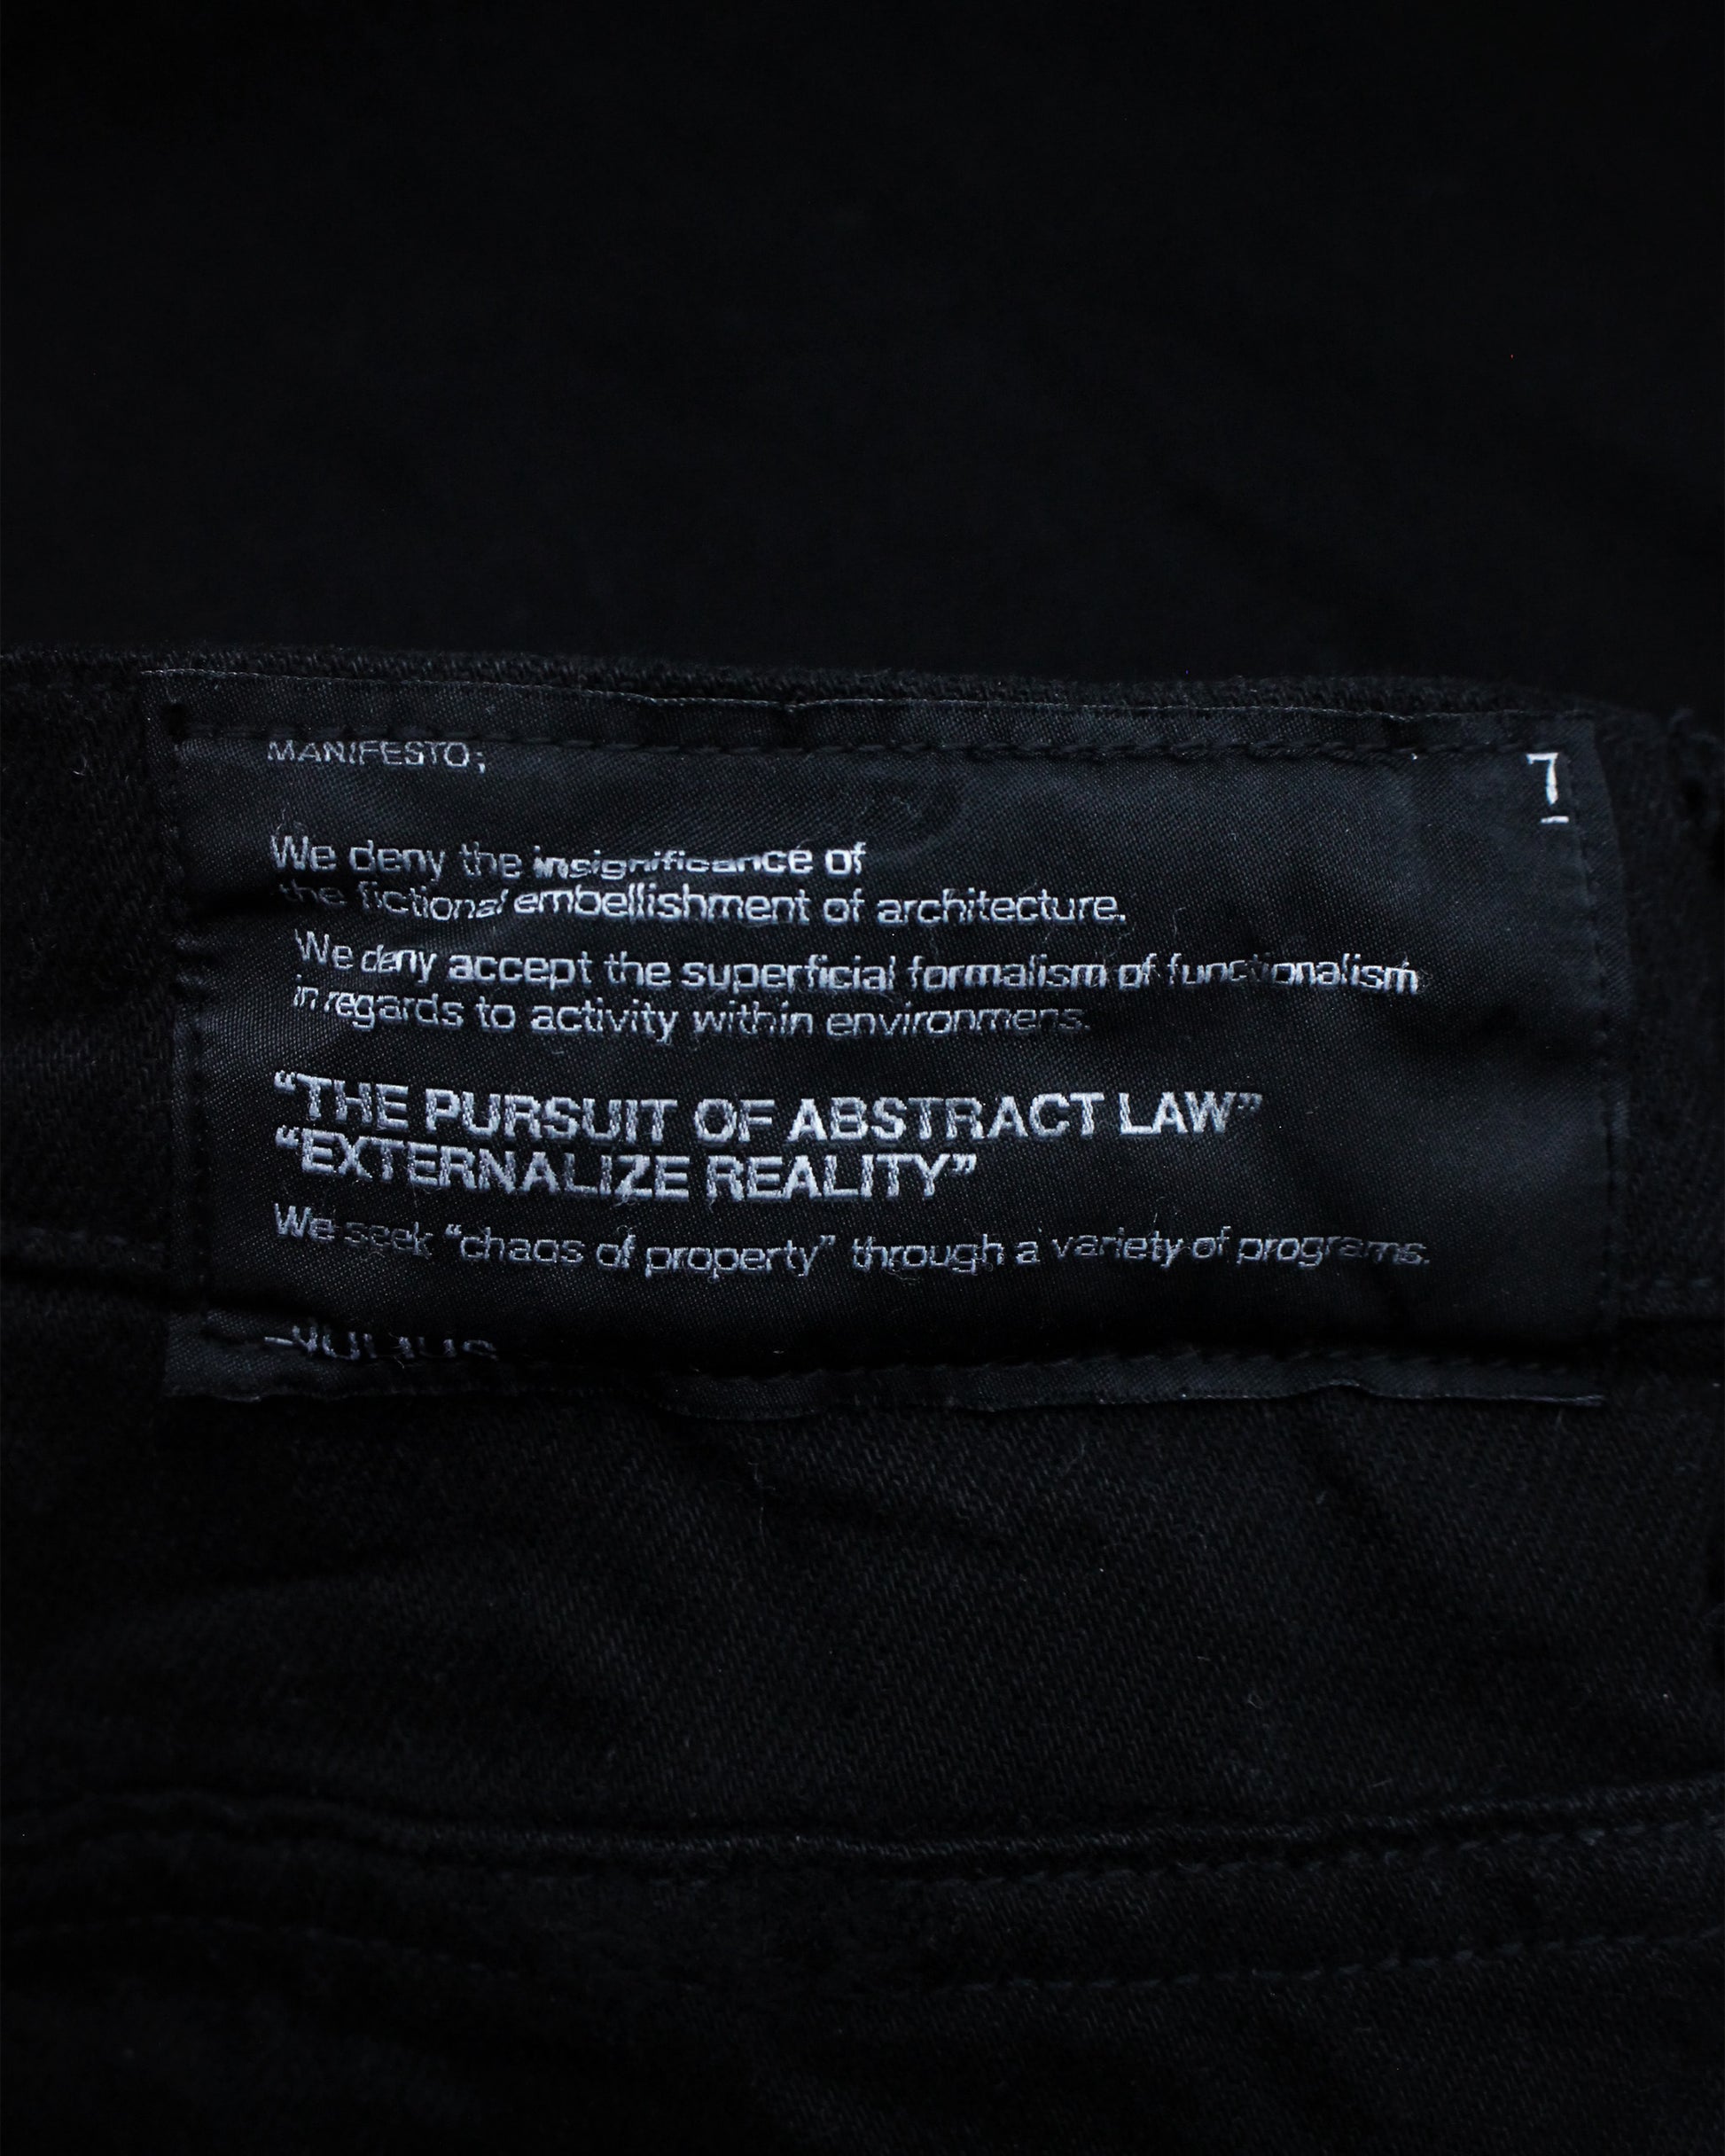 MANIFESTO;
7
We deny the insignificance of
the fictional embellishment of architecture.
We deny accept the superficial formalism of functionalism
in regards to activity within environmens.
“THE PURSUIT OF ABSTRACT LAW”
“EXTERNALIZE REALITY”
We seek “chaos of property” through a variety of programs.